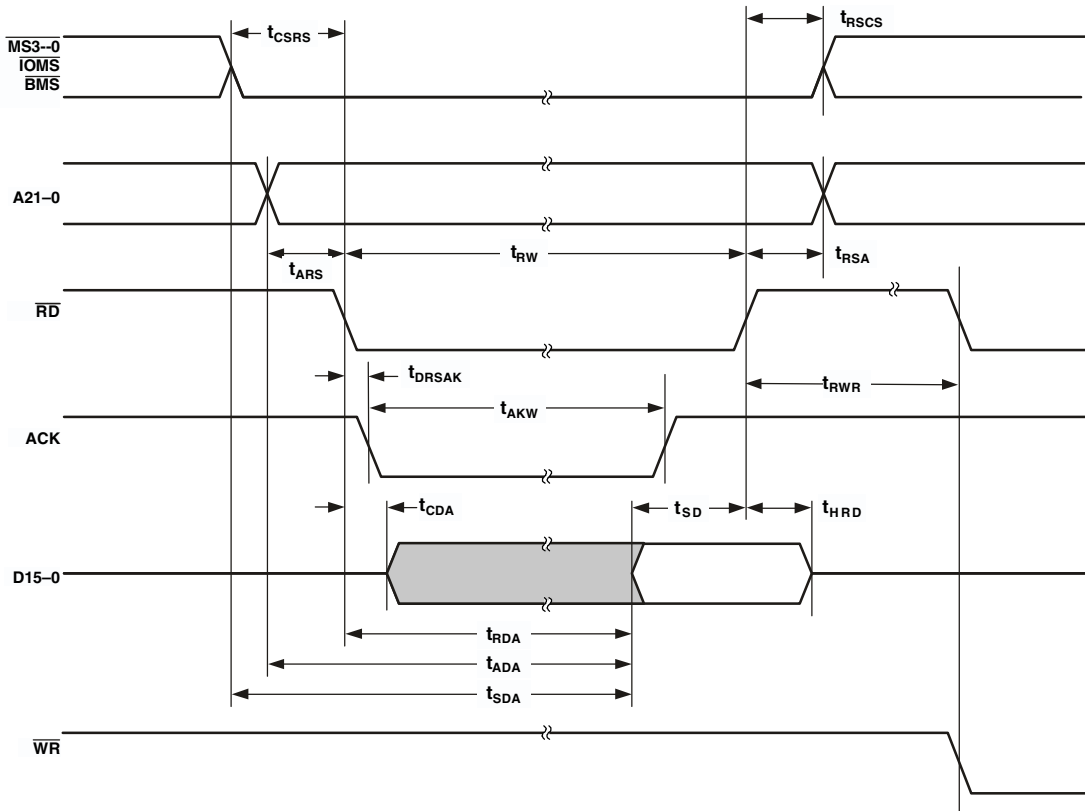 tCSRS
tRSCS
MS3--0
IOMS
BMS
A21–0
tARS
tRW
tRSA
RD
tDRSAK
tAKW
tRWR
ACK
tCDA
tSD
tHRD
D15–0
tRDA
tADA
tSDA
WR